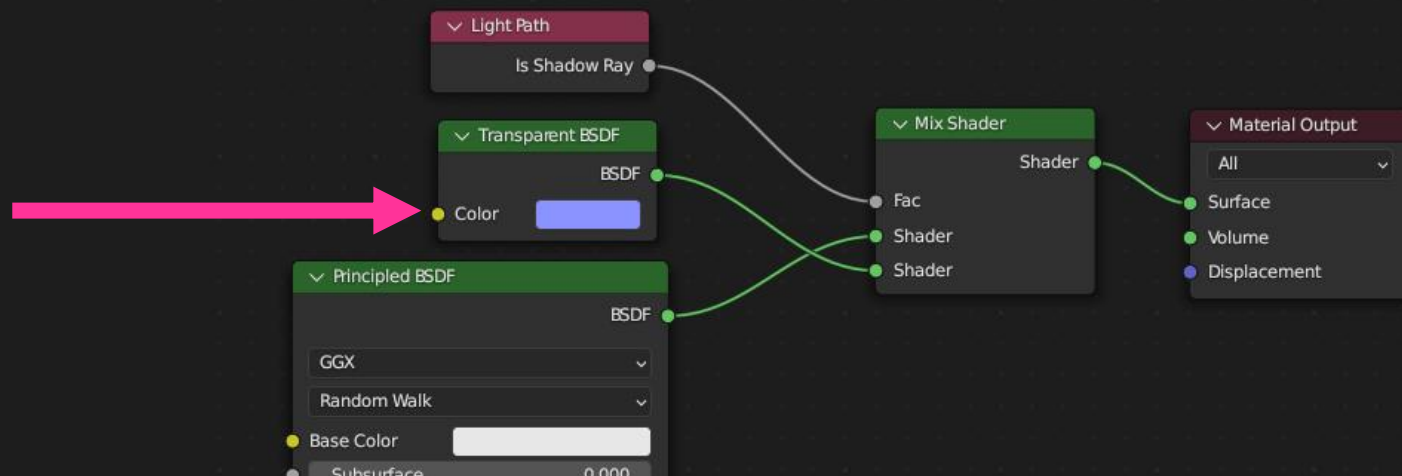 Light Path
Is Shadow Ray
Transparent BSDF
BSDF
Color
Principled BSDF
BSDF
GGX
Random Walk
Base Color
Subsurface 0.000
Mix Shader
Shader
Fac
Shader
Shader
Material Output
All
Surface
Volume
Displacement